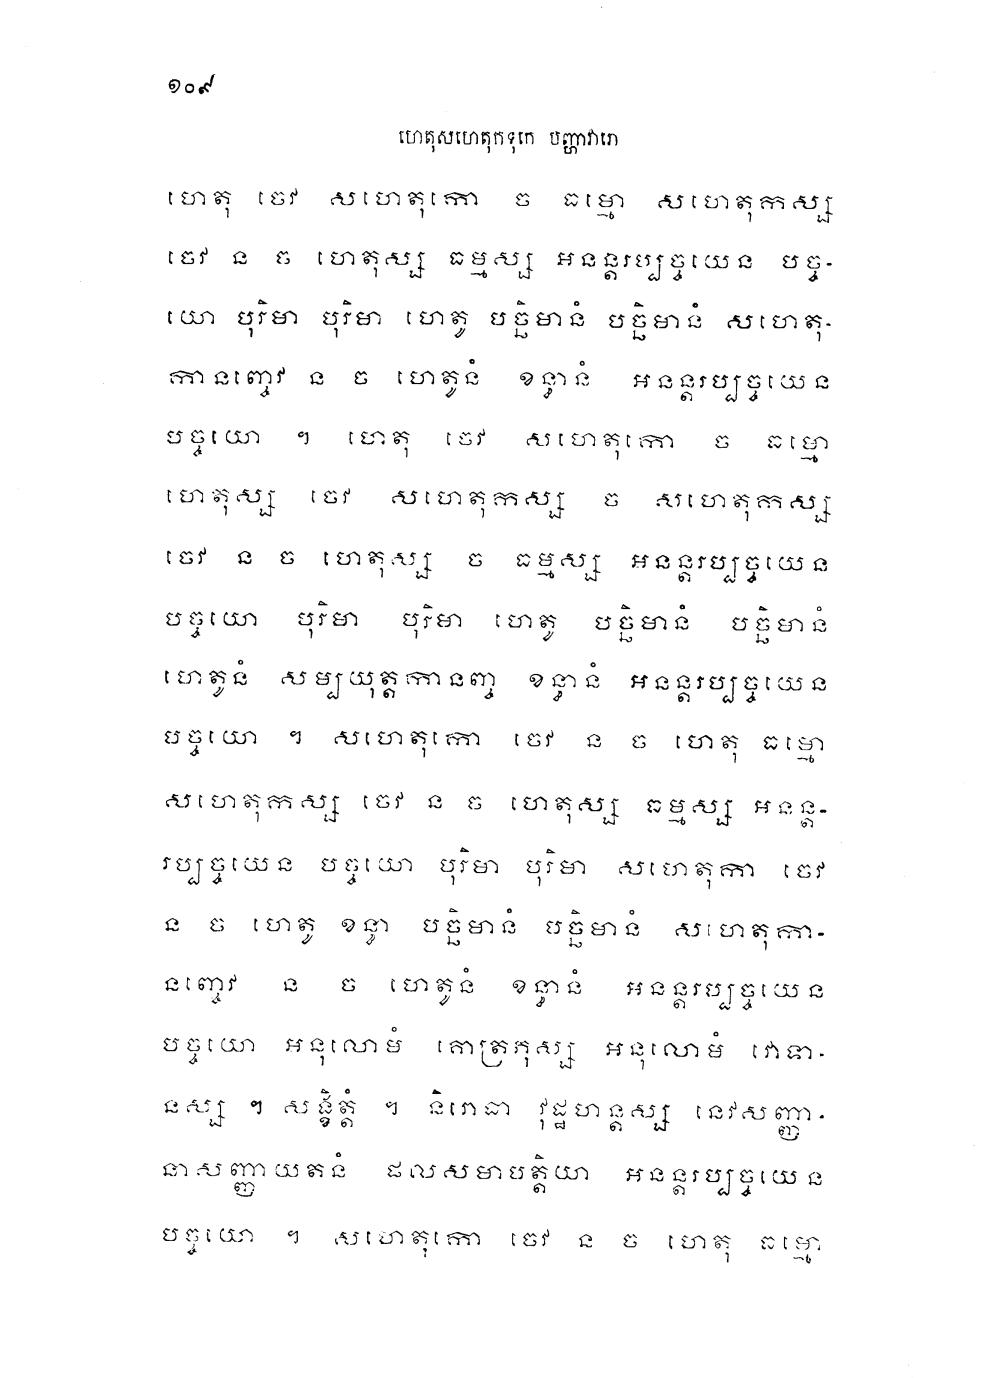 ១០៩
ហេតុសហេតុកទុកេ បញ្ហាវារោ
ហេតុ ចេវ សហេតុកោ ច ធម្មោ សហេតុកស្ស
ចេវ ន ច ហេតុស្ស ធម្មស្ស អនន្តរប្បច្ចយេន បច្ច-
យោ បុរិមា បុរិមា ហេតូ បច្ឆិមានំ បច្ឆិមានំ សហេតុ-
កានញ្ចេវ ន ច ហេតូនំ ខន្ធានំ អនន្តរប្បច្ចយេន
បច្ចយោ ។ ហេតុ ចេវ សហេតុកោ ច ធម្មោ
ហេតុស្ស ចេវ សហេតុកស្ស ច សហេតុកស្ស
ចេវ ន ច ហេតុស្ស ច ធម្មស្ស អនន្តរប្បច្ចយេន
បច្ចយោ បុរិមា បុរិមា ហេតូ បច្ឆិមានំ បច្ឆិមានំ
ហេតូនំ សម្បយុត្តកានញ្ច ខន្ធានំ អនន្តរប្បច្ចយេន
បច្ចយោ ។ សហេតុកោ ចេវ ន ច ហេតុ ធម្មោ
សហេតុកស្ស ចេវ ន ច ហេតុស្ស ធម្មស្ស អនន្ត-
រប្បច្ចយេន បច្ចយោ បុរិមា បុរិមា សហេតុកា ចេវ
ន ច ហេតូ ខន្ធា បច្ឆិមានំ បច្ឆិមានំ សហេតុកា-
នញ្ចេវ ន ច ហេតូនំ ខន្ធានំ អនន្តរប្បច្ចយេន
បច្ចយោ អនុលោមំ គោត្រភុស្ស អនុលោមំ វោទា-
នស្ស ។ សង្ខិត្តំ ។ និរោធា វុដ្ឋហន្តស្ស នេវសញ្ញា-
នាសញ្ញាយតនំ ផលសមាបត្តិយា អនន្តរប្បច្ចយេន
បច្ចយោ ។ សហេតុកោ ចេវ ន ច ហេតុ ធម្មោ